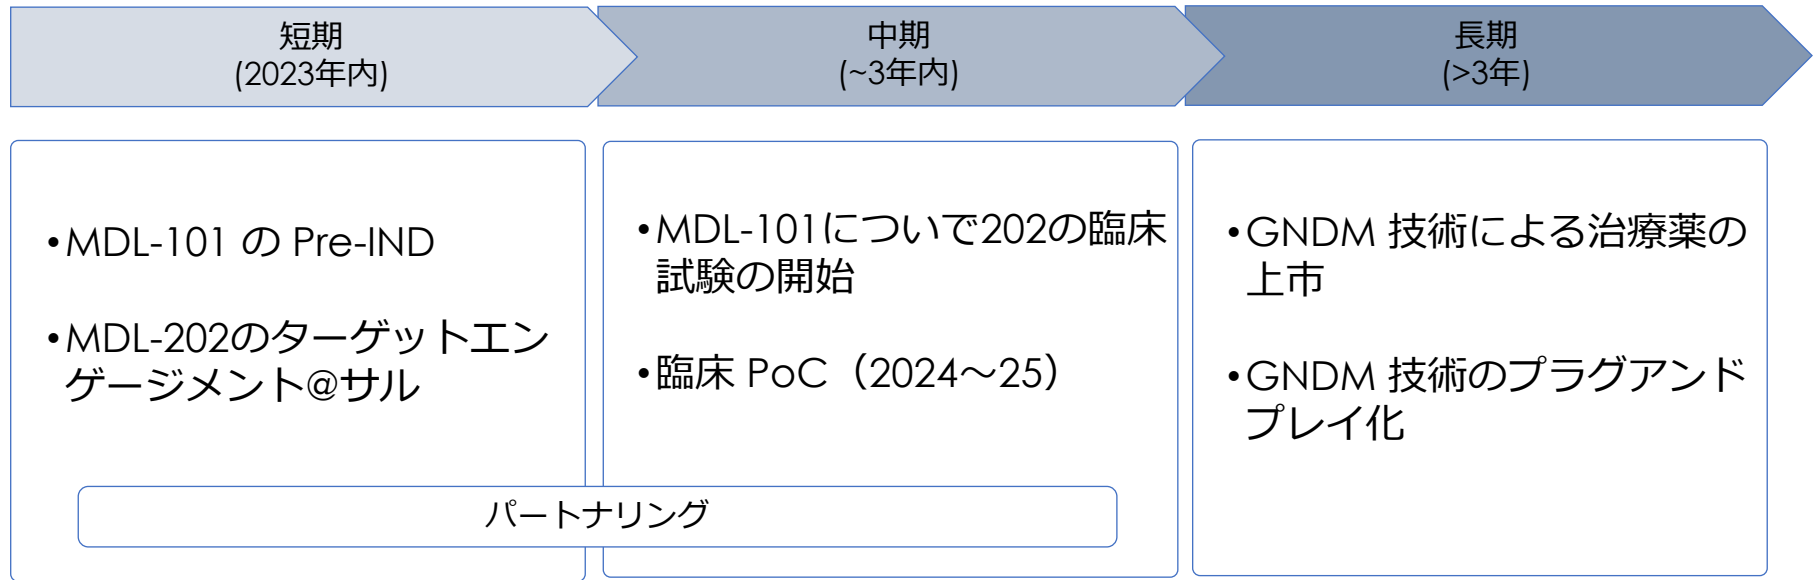 短期
(2023年内)
中期
(~3年内)
長期
(>3年)
•MDL-101 の Pre-IND
•MDL-202のターゲットエン
ゲージメント@サル
•MDL-101についで202の臨床
試験の開始
•臨床 PoC（2024～25）
•GNDM 技術による治療薬の
上市
•GNDM 技術のプラグアンド
プレイ化
パートナリング